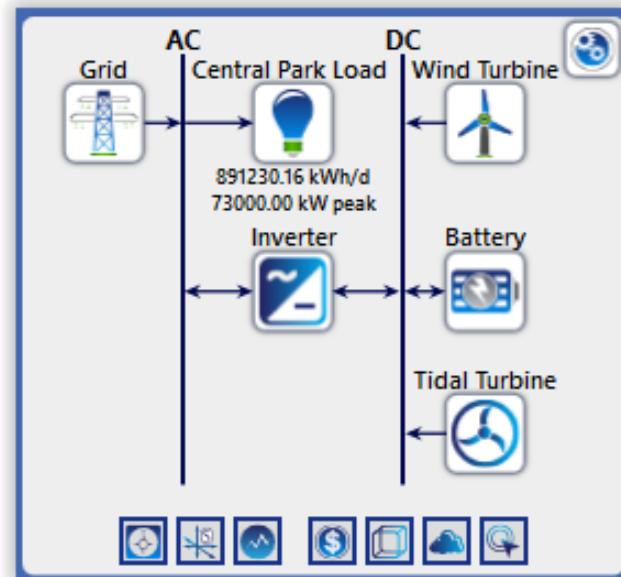 AC DC
Grid Central Park Load Wind Turbine
891230.16 kWh/d
73000.00 kW peak
Inverter Battery
Tidal Turbine